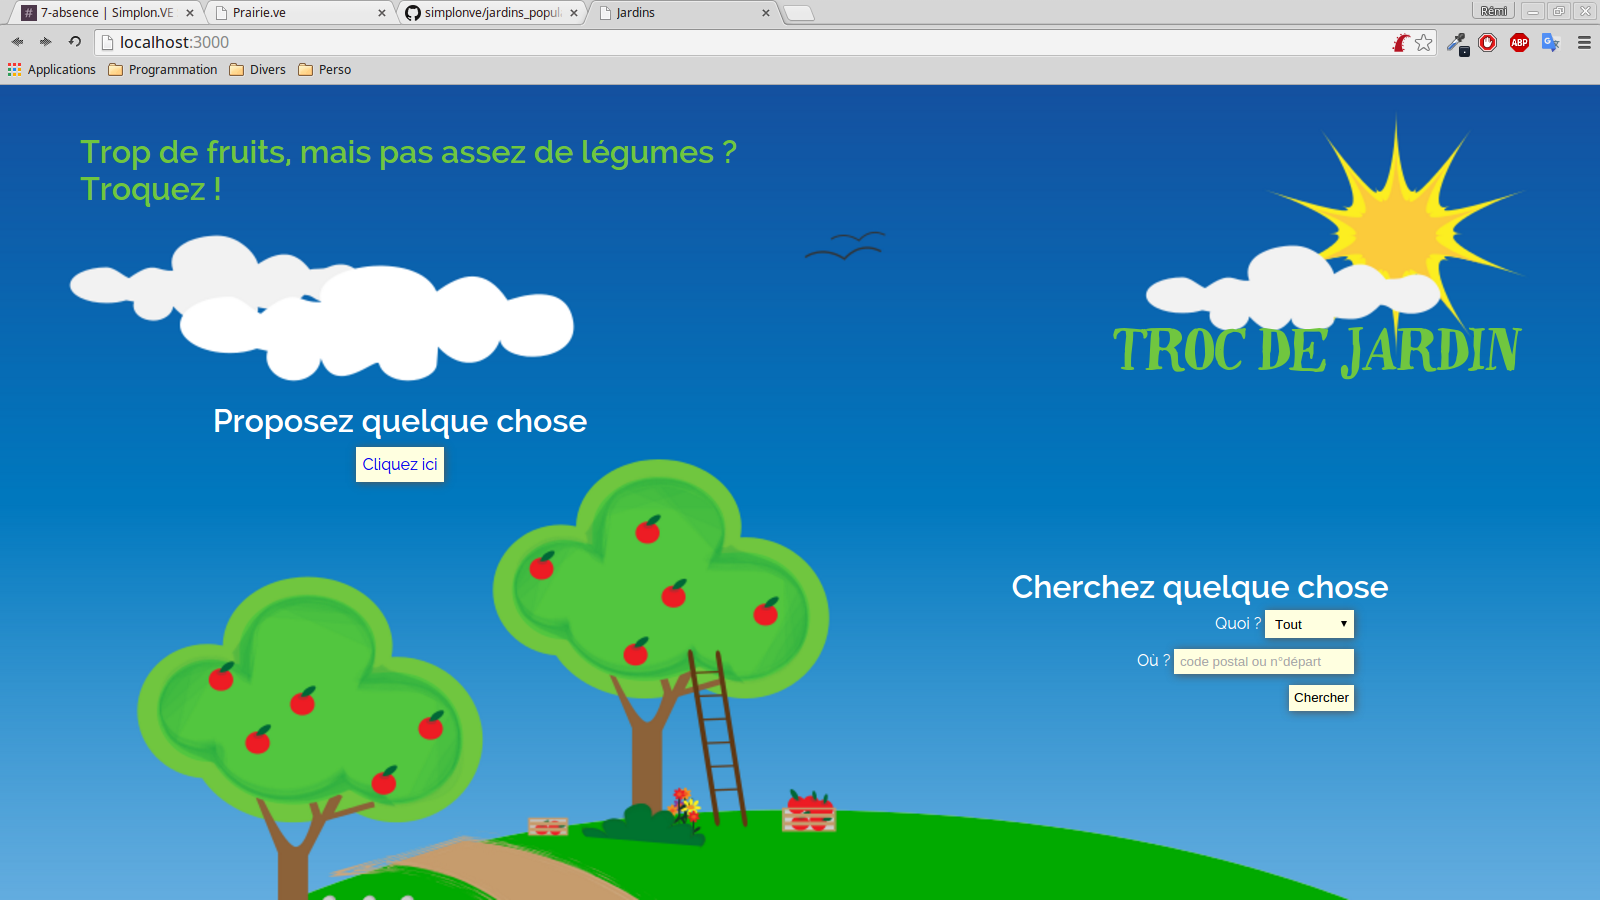 7-absence | Simplon.VE
Prairie.ve
simplonve/jardins_popul
Jardins
Rémi
localhost:3000
ABP
Applications
Programmation
Divers
Perso
Trop de fruits, mais pas assez de légumes ?
Troquez !
TROC DE JARDIN
Proposez quelque chose
Cliquez ici
Cherchez quelque chose
Quoi ? Tout
Où ? code postal ou n°départ
Chercher